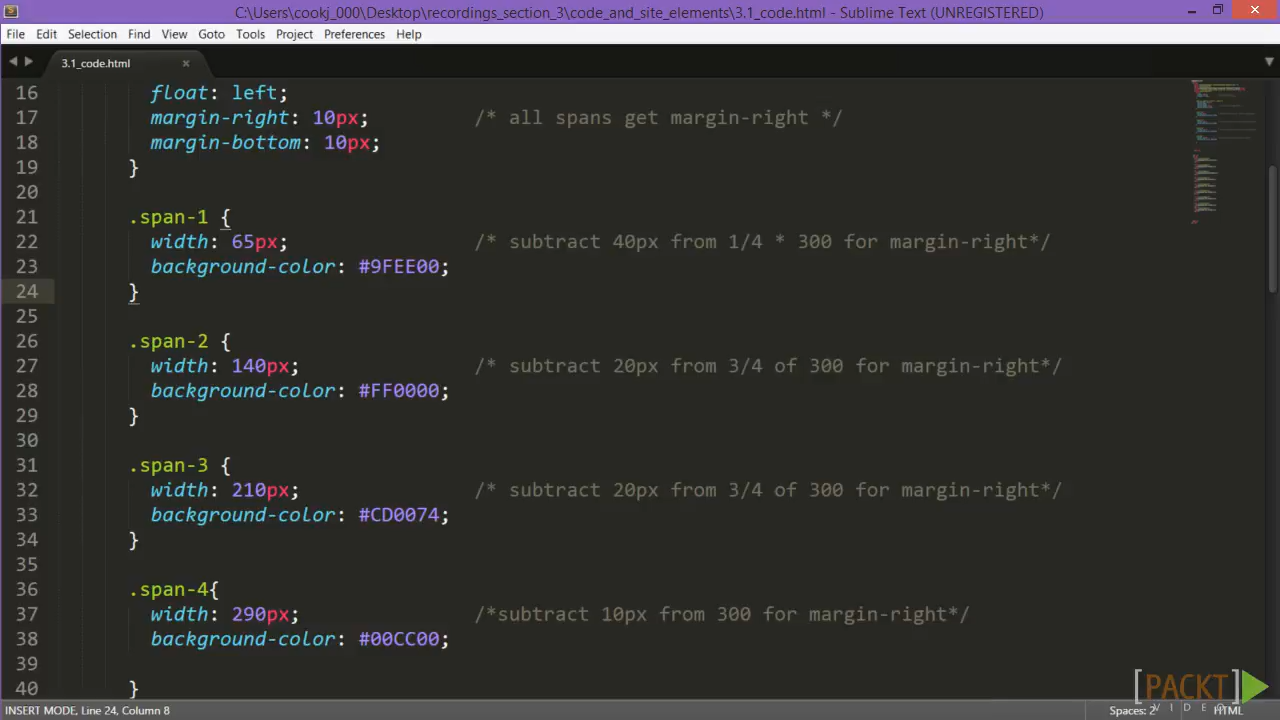 C:\Users\cookj_000\Desktop\recordings_section_3\code_and_site_elements\3.1_code.html - Sublime Text (UNREGISTERED)
File Edit Selection Find View Goto Tools Project Preferences Help
3.1_code.html
16 float: left;
17 margin-right: 10px; /* all spans get margin-right */
18 margin-bottom: 10px;
19 }
20
21 .span-1 {
22 width: 65px; /* subtract 40px from 1/4 * 300 for margin-right*/
23 background-color: #9FEE00;
24 }
25
26 .span-2 {
27 width: 140px; /* subtract 20px from 3/4 of 300 for margin-right*/
28 background-color: #FF0000;
29 }
30
31 .span-3 {
32 width: 210px; /* subtract 20px from 3/4 of 300 for margin-right*/
33 background-color: #CD0074;
34 }
35
36 .span-4{
37 width: 290px; /*subtract 10px from 300 for margin-right*/
38 background-color: #00CC00;
39
40 }
[PACKT]
VIDEO
INSERT MODE, Line 24, Column 8 Spaces: 2 HTML